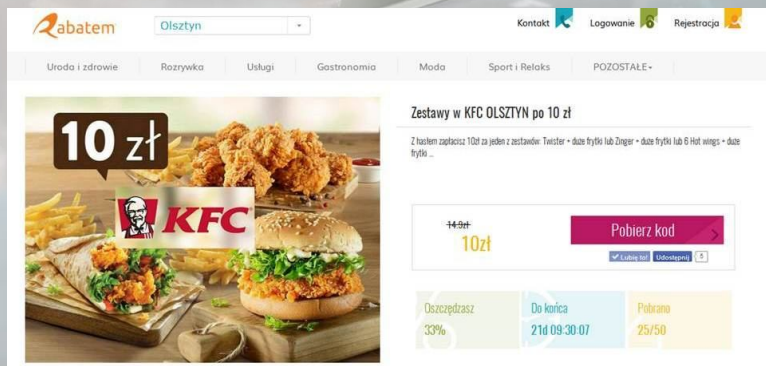 Rabatem
Olsztyn
Kontakt
Logowanie
Rejestracja
Uroda i zdrowie
Rozrywka
Usługi
Gastronomia
Moda
Sport i Relaks
POZOSTAŁE
10 zł
KFC
Zestawy w KFC OLSZTYN po 10 zł
Z hasłem zapłacisz 10zł za jeden z zestawów: Twister + duże frytki lub Zinger + duże frytki lub 6 Hot wings + duże
frytki ...
14.9zł
10zł
Pobierz kod
Lubię to!
Udostępnij
5
Oszczędzasz
33%
Do końca
21d 09:30:07
Pobrano
25/50